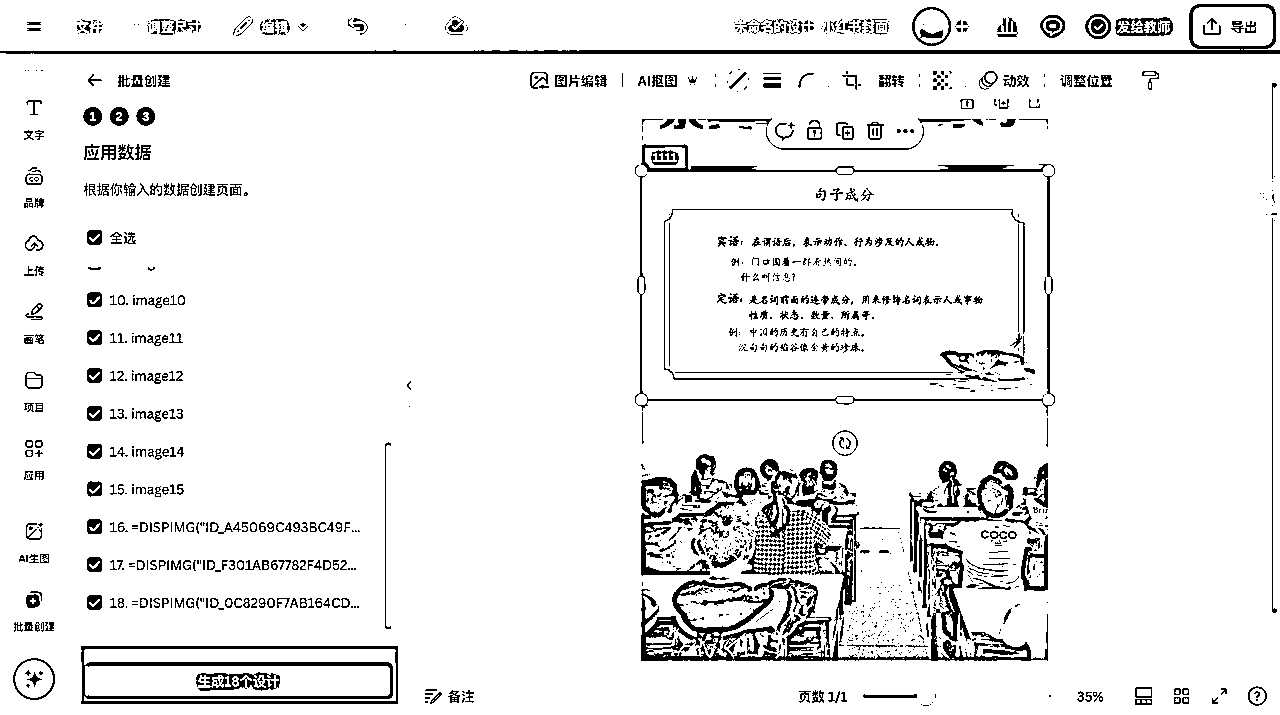 文件
调整尺寸
编辑
未命名的设计-小红书封面
发给教师
导出
文字
品牌
上传
画笔
项目
应用
AI生图
批量创建
批量创建
1 2 3
应用数据
根据你输入的数据创建页面。
全选
10. image10
11. image11
12. image12
13. image13
14. image14
15. image15
16. =DISPIMG("ID_A45069C493BC49F...
17. =DISPIMG("ID_F301AB67782F4D52...
18. =DISPIMG("ID_0C8290F7AB164CD...
生成18个设计
图片编辑
AI抠图
翻转
动效
调整位置
句子成分
宾语：在谓语后，表示动作、行为涉及的人或物。
例：门口围着一群看热闹的。
什么叫信息？
定语：是名词前面的连带成分，用来修饰名词表示人或事物
性质、状态、数量、所属等。
例：中国的历史有自己的特点。
沉甸甸的稻谷像金黄的珍珠。
COCO
备注
页数 1/1
35%